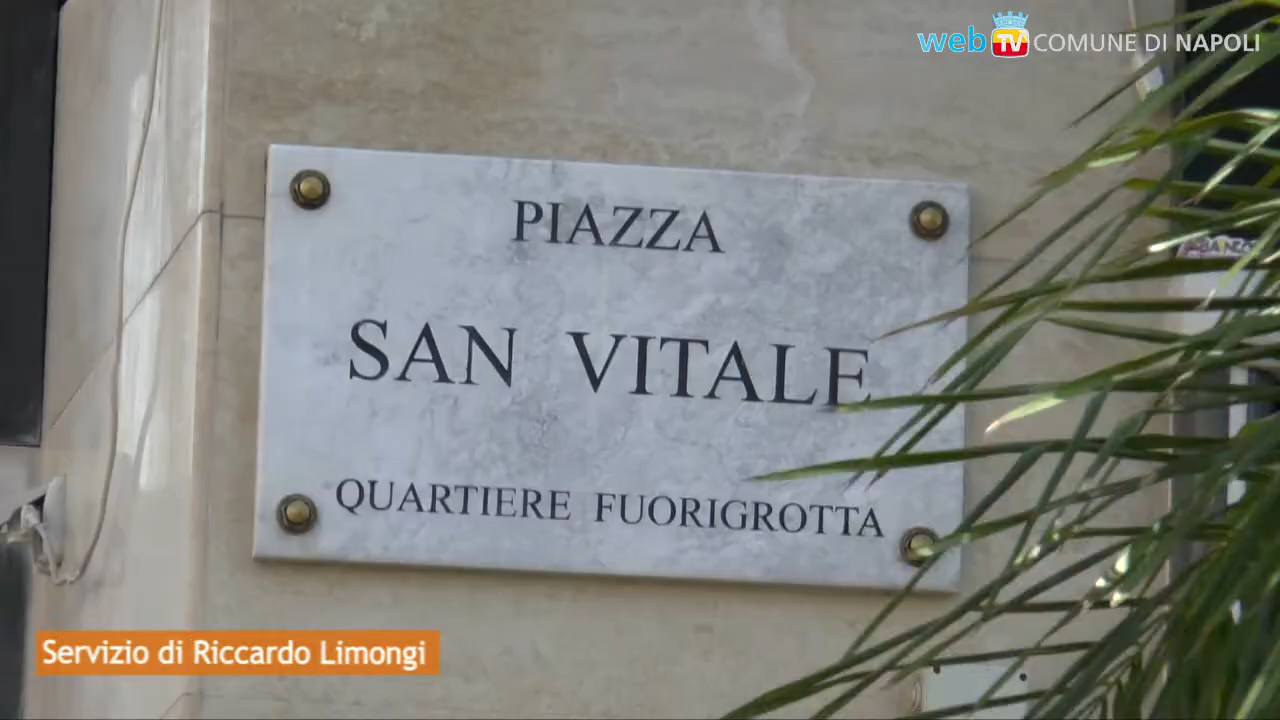 web TV COMUNE DI NAPOLI
PIAZZA
SAN VITALE
QUARTIERE FUORIGROTTA
Servizio di Riccardo Limongi